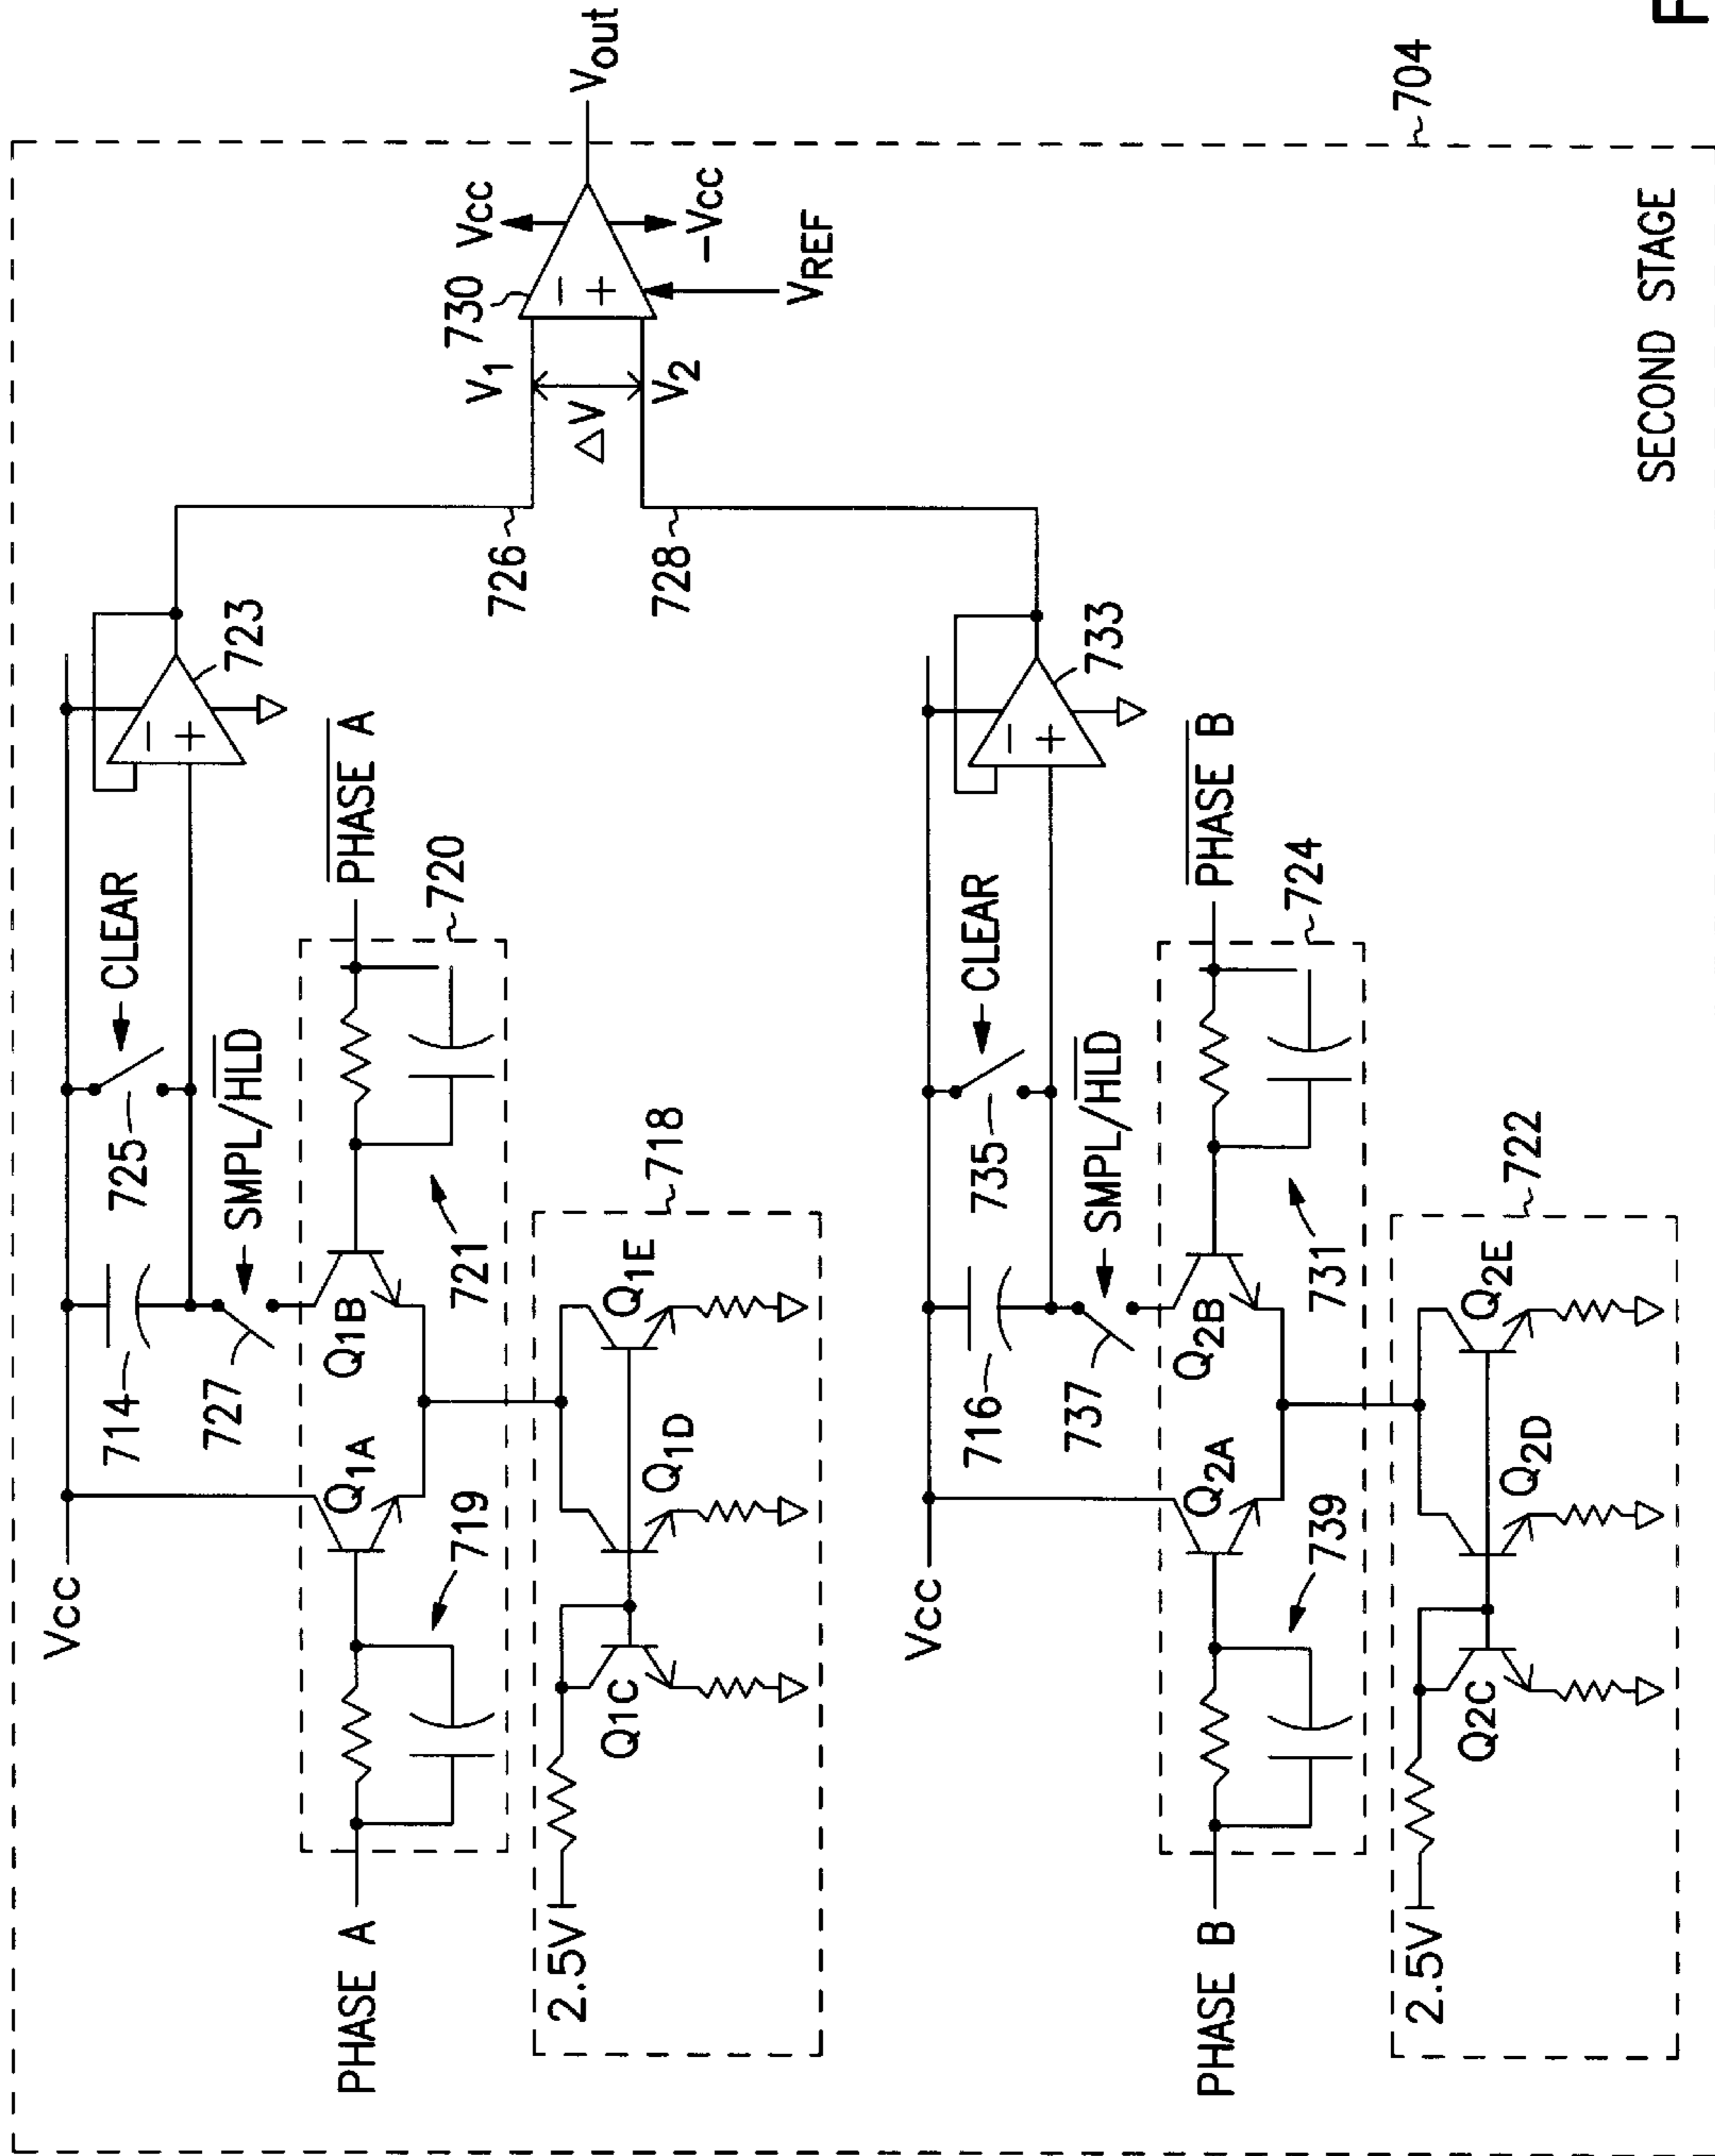 Vcc
714
725
CLEAR
723
727
SMPL/HLD
PHASE A
719
Q1A
Q1B
721
720
PHASE A
2.5V
Q1C
Q1D
Q1E
718
726
728
V1
730
Vcc
ΔV
V2
-Vcc
VREF
Vout
Vcc
716
735
CLEAR
733
737
SMPL/HLD
PHASE B
739
Q2A
Q2B
731
724
PHASE B
2.5V
Q2C
Q2D
Q2E
722
704
SECOND STAGE
F